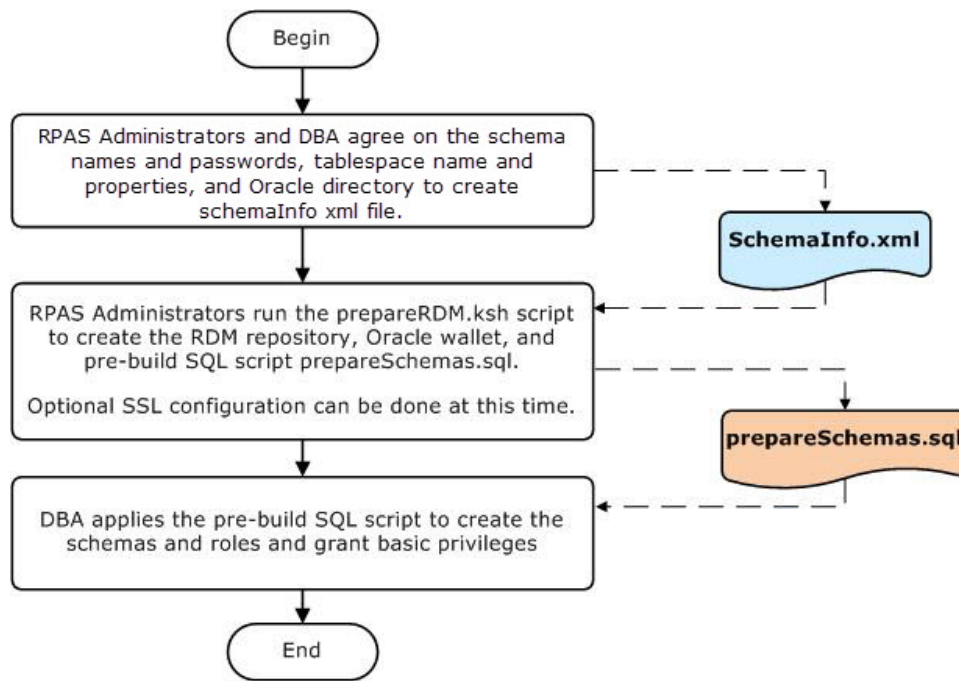 Begin
RPAS Administrators and DBA agree on the schema
names and passwords, tablespace name and
properties, and Oracle directory to create
schemaInfo xml file.
SchemaInfo.xml
RPAS Administrators run the prepareRDM.ksh script
to create the RDM repository, Oracle wallet, and
pre-build SQL script prepareSchemas.sql.
Optional SSL configuration can be done at this time.
prepareSchemas.sql
DBA applies the pre-build SQL script to create the
schemas and roles and grant basic privileges
End